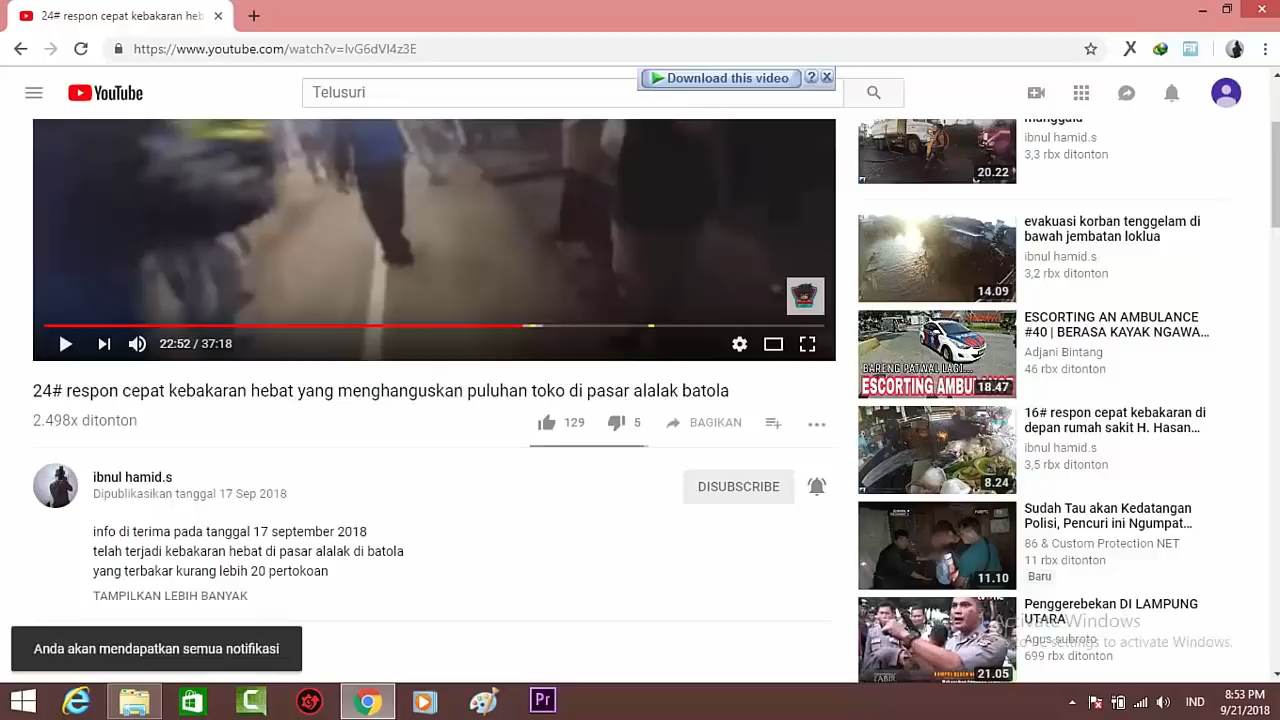 24# respon cepat kebakaran heb
https://www.youtube.com/watch?v=lvG6dVl4z3E
YouTube
Telusuri
Download this video
22:52 / 37:18
24# respon cepat kebakaran hebat yang menghanguskan puluhan toko di pasar alalak batola
2.498x ditonton
129
5
BAGIKAN
ibnul hamid.s
Dipublikasikan tanggal 17 Sep 2018
DISUBSCRIBE
info di terima pada tanggal 17 september 2018
telah terjadi kebakaran hebat di pasar alalak di batola
yang terbakar kurang lebih 20 pertokoan
TAMPILKAN LEBIH BANYAK
Anda akan mendapatkan semua notifikasi
manggala
ibnul hamid.s
3,3 rbx ditonton
20.22
evakuasi korban tenggelam di
bawah jembatan loklua
ibnul hamid.s
3,2 rbx ditonton
14.09
ESCORTING AN AMBULANCE
#40 | BERASA KAYAK NGAWA...
Adjani Bintang
46 rbx ditonton
BARENG PATWAL LAGI...
ESCORTING AMBU
18.47
16# respon cepat kebakaran di
depan rumah sakit H. Hasan...
ibnul hamid.s
3,5 rbx ditonton
8.24
Sudah Tau akan Kedatangan
Polisi, Pencuri ini Ngumpat...
86 & Custom Protection NET
11 rbx ditonton
Baru
11.10
Penggerebekan DI LAMPUNG
UTARA
Agus subroto
699 rbx ditonton
21.05
Activate Windows
to PC settings to activate Windows.
Pr
IND
8:53 PM
9/21/2018